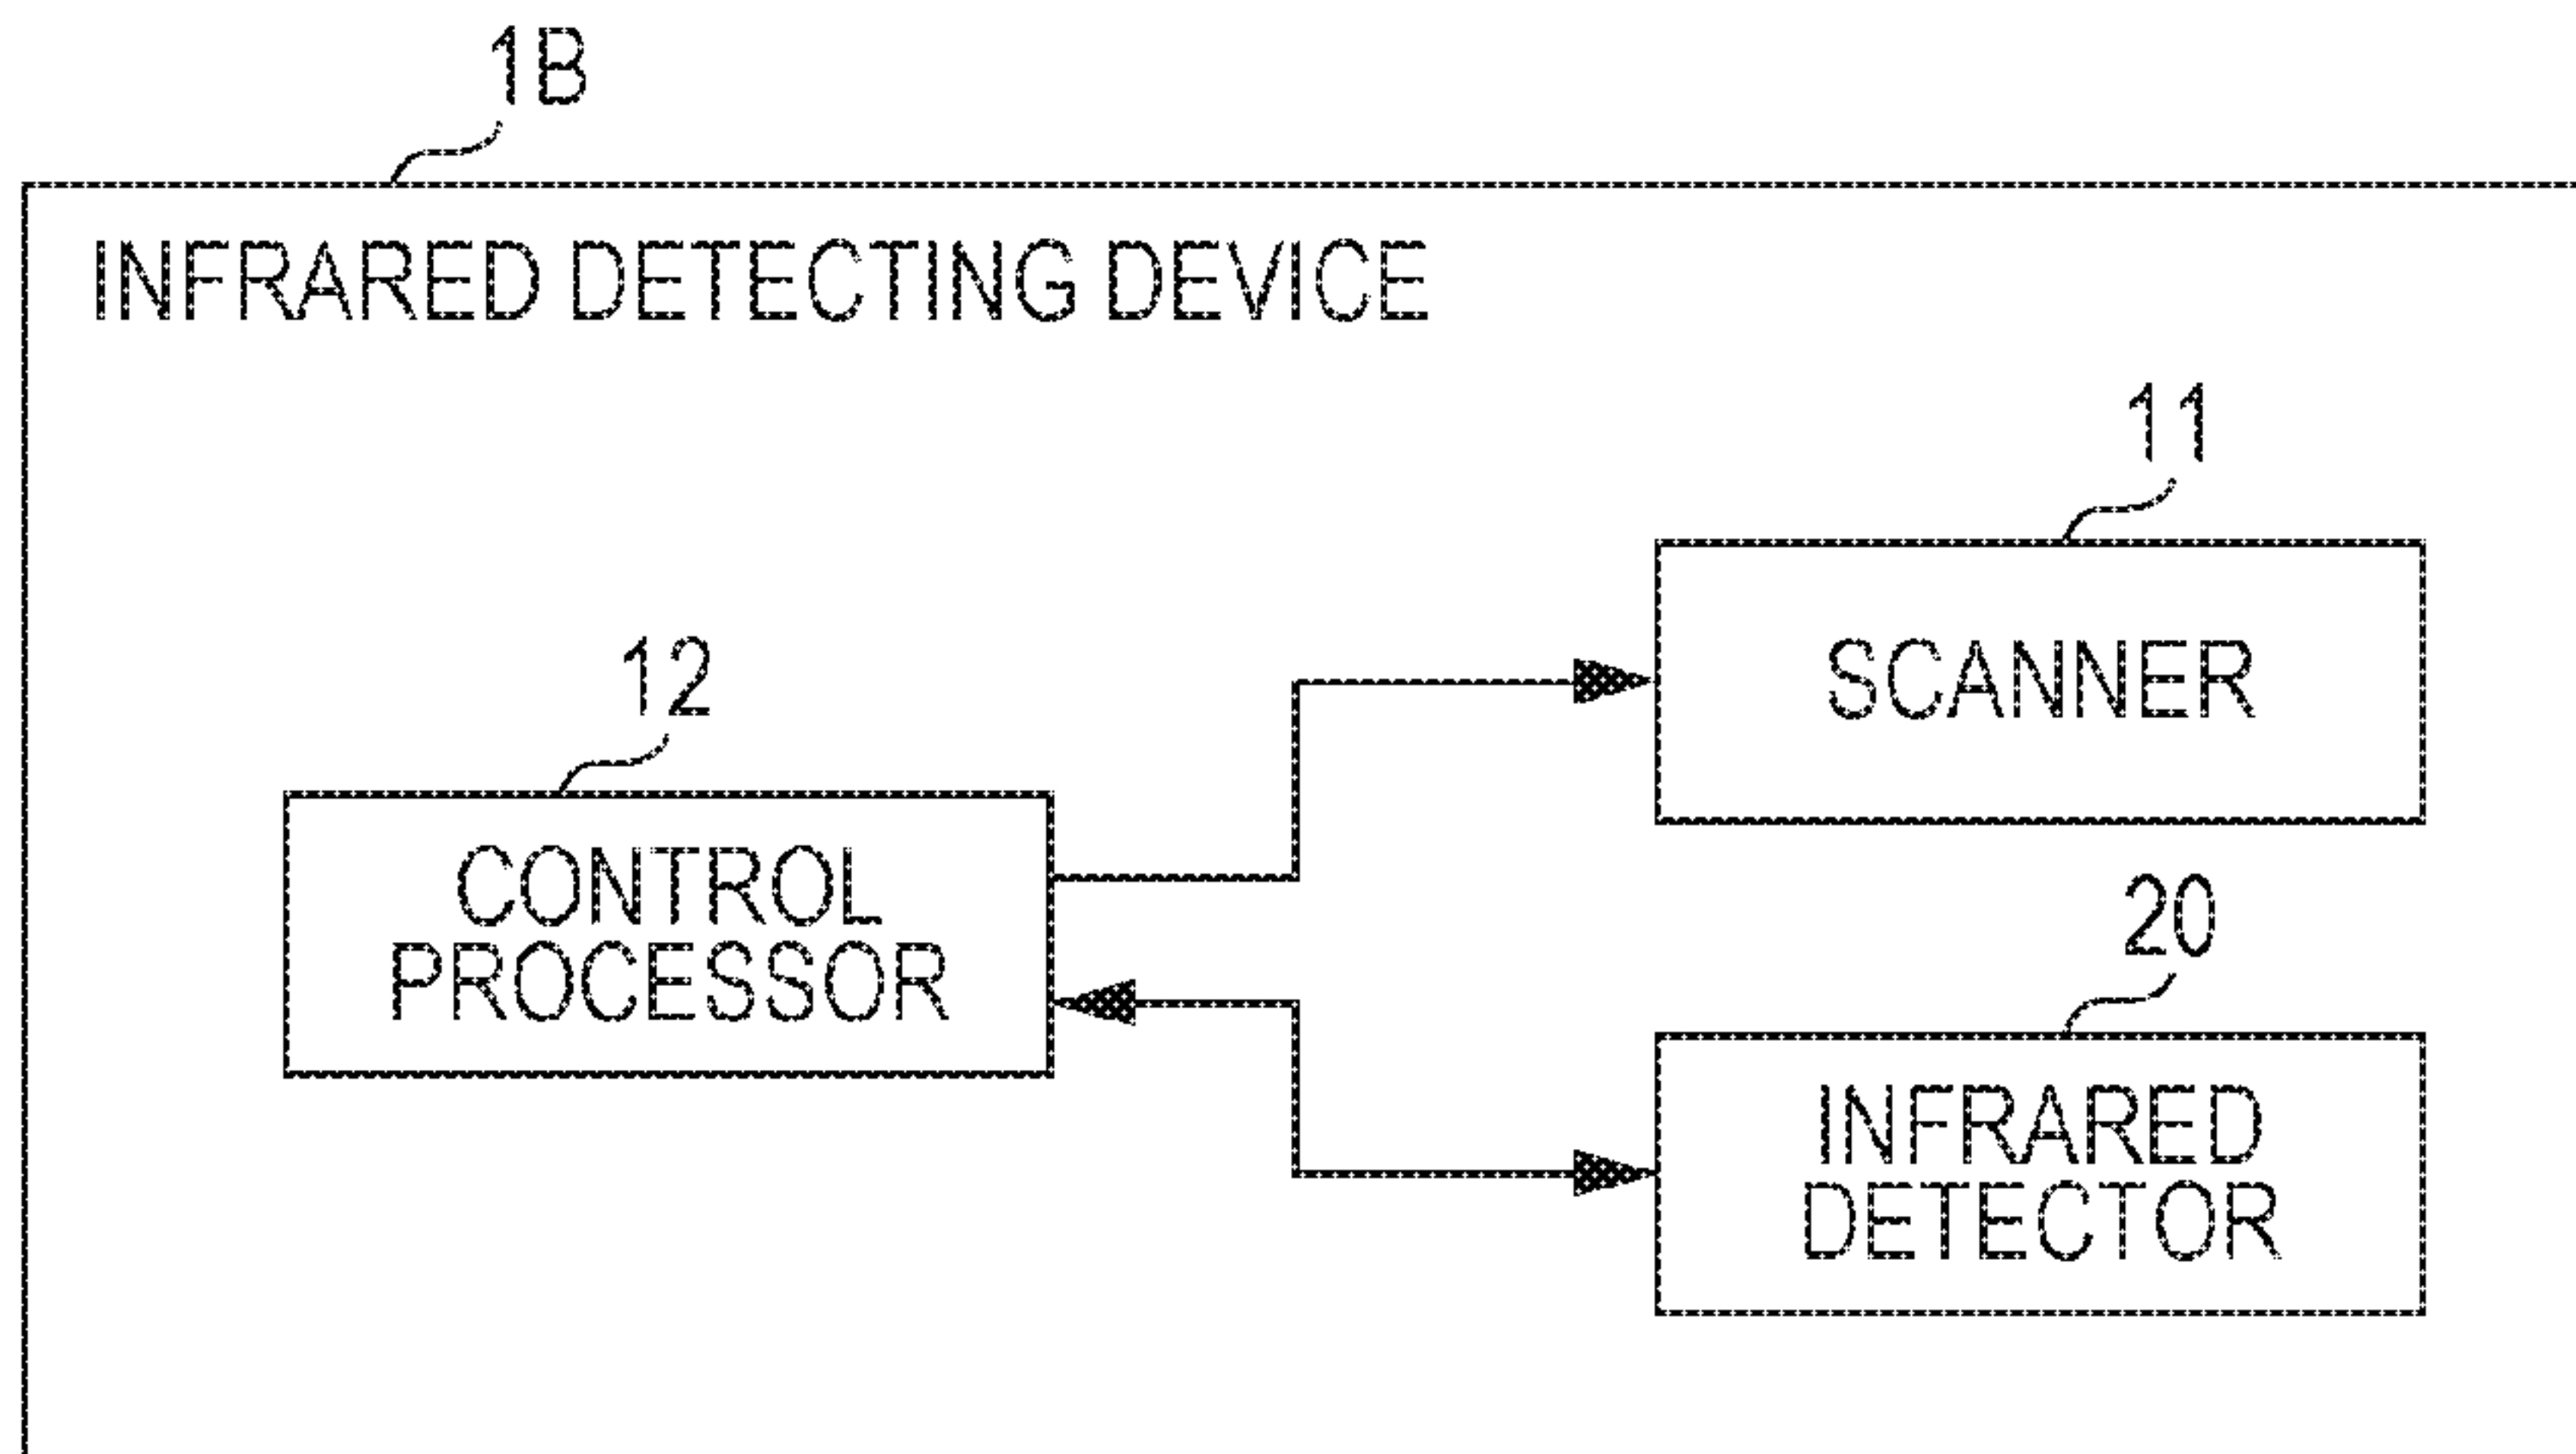 1B
INFRARED DETECTING DEVICE
11
SCANNER
12
CONTROL
PROCESSOR
20
INFRARED
DETECTOR